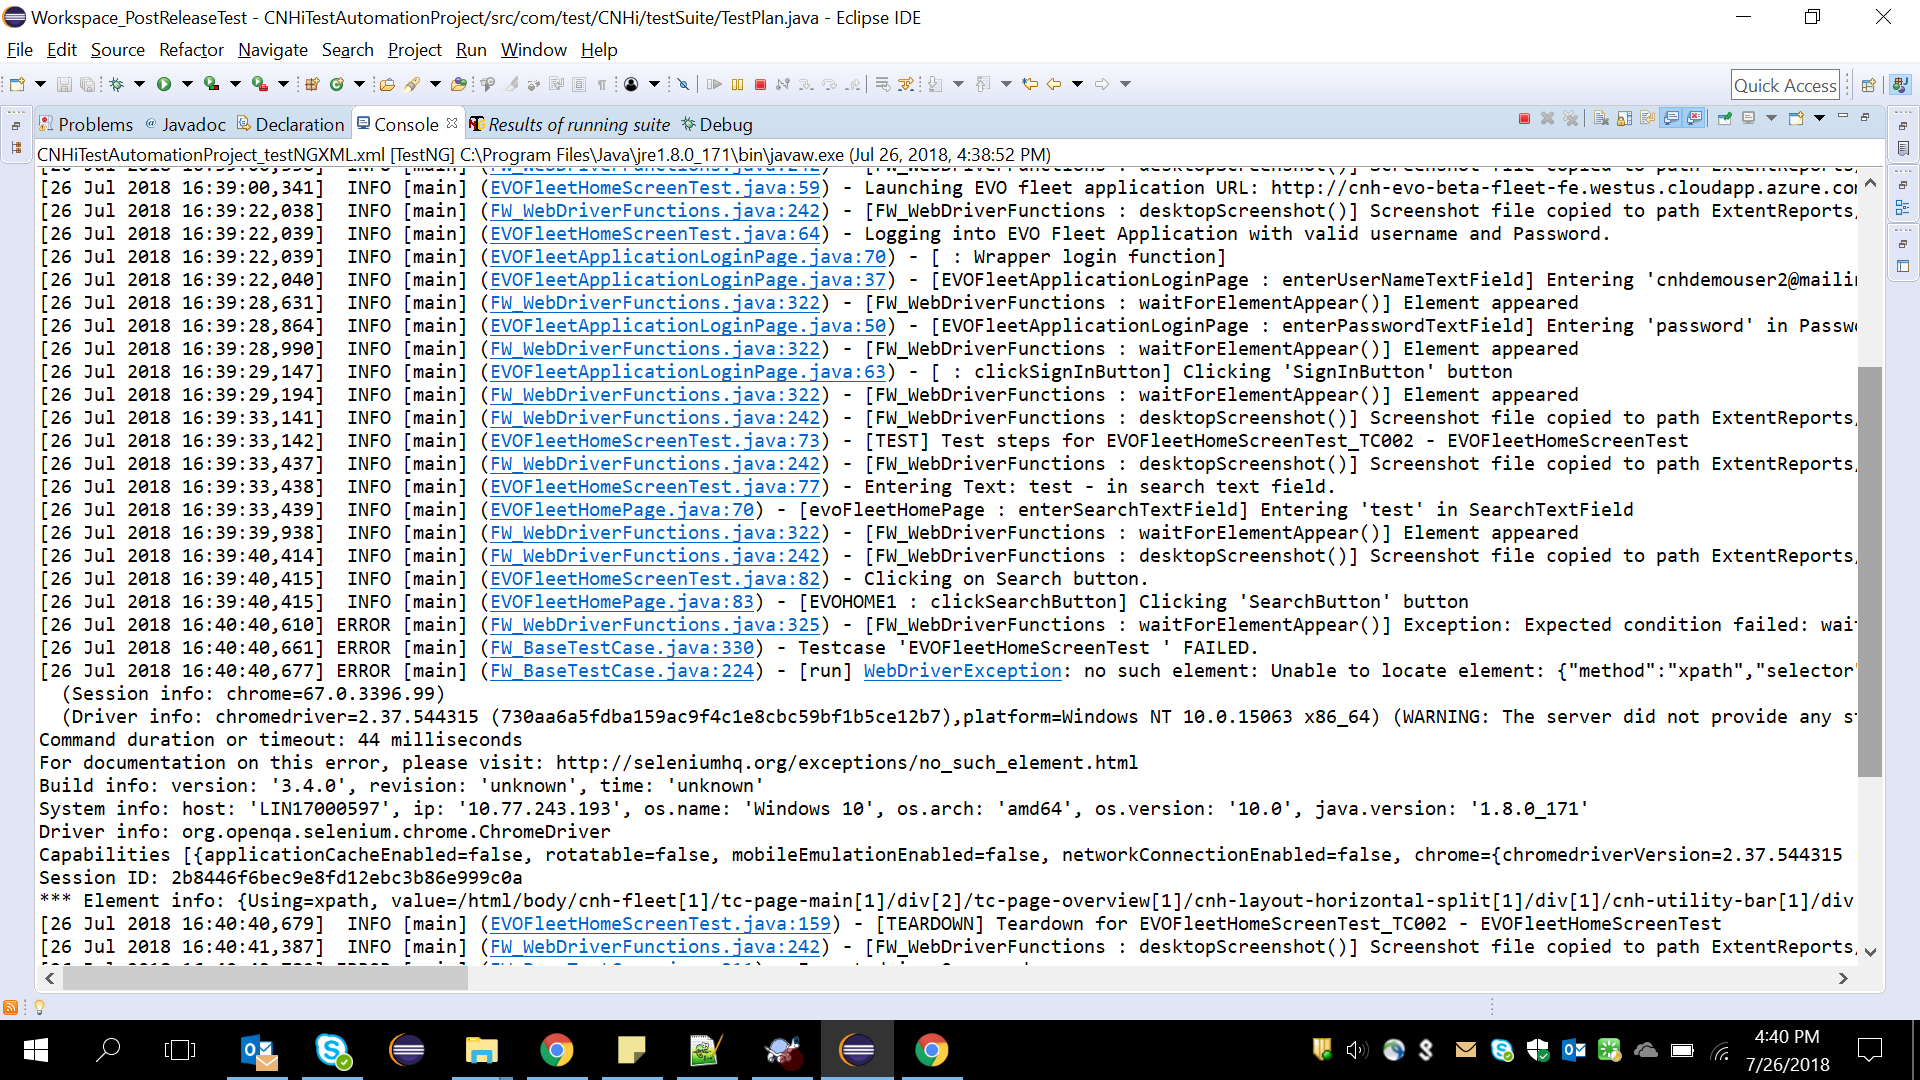 Workspace_PostReleaseTest - CNHiTestAutomationProject/src/com/test/CNHi/testSuite/TestPlan.java - Eclipse IDE
File Edit Source Refactor Navigate Search Project Run Window Help
Quick Access
Problems Javadoc Declaration Console Results of running suite Debug
CNHiTestAutomationProject_testNGXML.xml [TestNG] C:\Program Files\Java\jre1.8.0_171\bin\javaw.exe (Jul 26, 2018, 4:38:52 PM)
[26 Jul 2018 16:39:00,341] INFO [main] (EVOFleetHomeScreenTest.java:59) - Launching EVO fleet application URL: http://cnh-evo-beta-fleet-fe.westus.cloudapp.azure.co
[26 Jul 2018 16:39:22,038] INFO [main] (FW_WebDriverFunctions.java:242) - [FW_WebDriverFunctions : desktopScreenshot()] Screenshot file copied to path ExtentReports/
[26 Jul 2018 16:39:22,039] INFO [main] (EVOFleetHomeScreenTest.java:64) - Logging into EVO Fleet Application with valid username and Password.
[26 Jul 2018 16:39:22,039] INFO [main] (EVOFleetApplicationLoginPage.java:70) - [ : Wrapper login function]
[26 Jul 2018 16:39:22,040] INFO [main] (EVOFleetApplicationLoginPage.java:37) - [EVOFleetApplicationLoginPage : enterUserNameTextField] Entering 'cnhdemouser2@mailin
[26 Jul 2018 16:39:28,631] INFO [main] (FW_WebDriverFunctions.java:322) - [FW_WebDriverFunctions : waitForElementAppear()] Element appeared
[26 Jul 2018 16:39:28,864] INFO [main] (EVOFleetApplicationLoginPage.java:50) - [EVOFleetApplicationLoginPage : enterPasswordTextField] Entering 'password' in Passw
[26 Jul 2018 16:39:28,990] INFO [main] (FW_WebDriverFunctions.java:322) - [FW_WebDriverFunctions : waitForElementAppear()] Element appeared
[26 Jul 2018 16:39:29,147] INFO [main] (EVOFleetApplicationLoginPage.java:63) - [ : clickSignInButton] Clicking 'SignInButton' button
[26 Jul 2018 16:39:29,194] INFO [main] (FW_WebDriverFunctions.java:322) - [FW_WebDriverFunctions : waitForElementAppear()] Element appeared
[26 Jul 2018 16:39:33,141] INFO [main] (FW_WebDriverFunctions.java:242) - [FW_WebDriverFunctions : desktopScreenshot()] Screenshot file copied to path ExtentReports/
[26 Jul 2018 16:39:33,142] INFO [main] (EVOFleetHomeScreenTest.java:73) - [TEST] Test steps for EVOFleetHomeScreenTest_TC002 - EVOFleetHomeScreenTest
[26 Jul 2018 16:39:33,437] INFO [main] (FW_WebDriverFunctions.java:242) - [FW_WebDriverFunctions : desktopScreenshot()] Screenshot file copied to path ExtentReports/
[26 Jul 2018 16:39:33,438] INFO [main] (EVOFleetHomeScreenTest.java:77) - Entering Text: test - in search text field.
[26 Jul 2018 16:39:33,439] INFO [main] (EVOFleetHomePage.java:70) - [evoFleetHomePage : enterSearchTextField] Entering 'test' in SearchTextField
[26 Jul 2018 16:39:39,938] INFO [main] (FW_WebDriverFunctions.java:322) - [FW_WebDriverFunctions : waitForElementAppear()] Element appeared
[26 Jul 2018 16:39:40,414] INFO [main] (FW_WebDriverFunctions.java:242) - [FW_WebDriverFunctions : desktopScreenshot()] Screenshot file copied to path ExtentReports/
[26 Jul 2018 16:39:40,415] INFO [main] (EVOFleetHomeScreenTest.java:82) - Clicking on Search button.
[26 Jul 2018 16:39:40,415] INFO [main] (EVOFleetHomePage.java:83) - [EVOHOME1 : clickSearchButton] Clicking 'SearchButton' button
[26 Jul 2018 16:40:40,610] ERROR [main] (FW_WebDriverFunctions.java:325) - [FW_WebDriverFunctions : waitForElementAppear()] Exception: Expected condition failed: wai
[26 Jul 2018 16:40:40,661] ERROR [main] (FW_BaseTestCase.java:330) - Testcase 'EVOFleetHomeScreenTest ' FAILED.
[26 Jul 2018 16:40:40,677] ERROR [main] (FW_BaseTestCase.java:224) - [run] WebDriverException: no such element: Unable to locate element: {"method":"xpath","selector"
(Session info: chrome=67.0.3396.99)
(Driver info: chromedriver=2.37.544315 (730aa6a5fdba159ac9f4c1e8cbc59bf1b5ce12b7),platform=Windows NT 10.0.15063 x86_64) (WARNING: The server did not provide any st
Command duration or timeout: 44 milliseconds
For documentation on this error, please visit: http://seleniumhq.org/exceptions/no_such_element.html
Build info: version: '3.4.0', revision: 'unknown', time: 'unknown'
System info: host: 'LIN17000597', ip: '10.77.243.193', os.name: 'Windows 10', os.arch: 'amd64', os.version: '10.0', java.version: '1.8.0_171'
Driver info: org.openqa.selenium.chrome.ChromeDriver
Capabilities [{applicationCacheEnabled=false, rotatable=false, mobileEmulationEnabled=false, networkConnectionEnabled=false, chrome={chromedriverVersion=2.37.544315
Session ID: 2b8446f6bec9e8fd12ebc3b86e999c0a
*** Element info: {Using=xpath, value=/html/body/cnh-fleet[1]/tc-page-main[1]/div[2]/tc-page-overview[1]/cnh-layout-horizontal-split[1]/div[1]/cnh-utility-bar[1]/div
[26 Jul 2018 16:40:40,679] INFO [main] (EVOFleetHomeScreenTest.java:159) - [TEARDOWN] Teardown for EVOFleetHomeScreenTest_TC002 - EVOFleetHomeScreenTest
[26 Jul 2018 16:40:41,387] INFO [main] (FW_WebDriverFunctions.java:242) - [FW_WebDriverFunctions : desktopScreenshot()] Screenshot file copied to path ExtentReports/
4:40 PM
7/26/2018